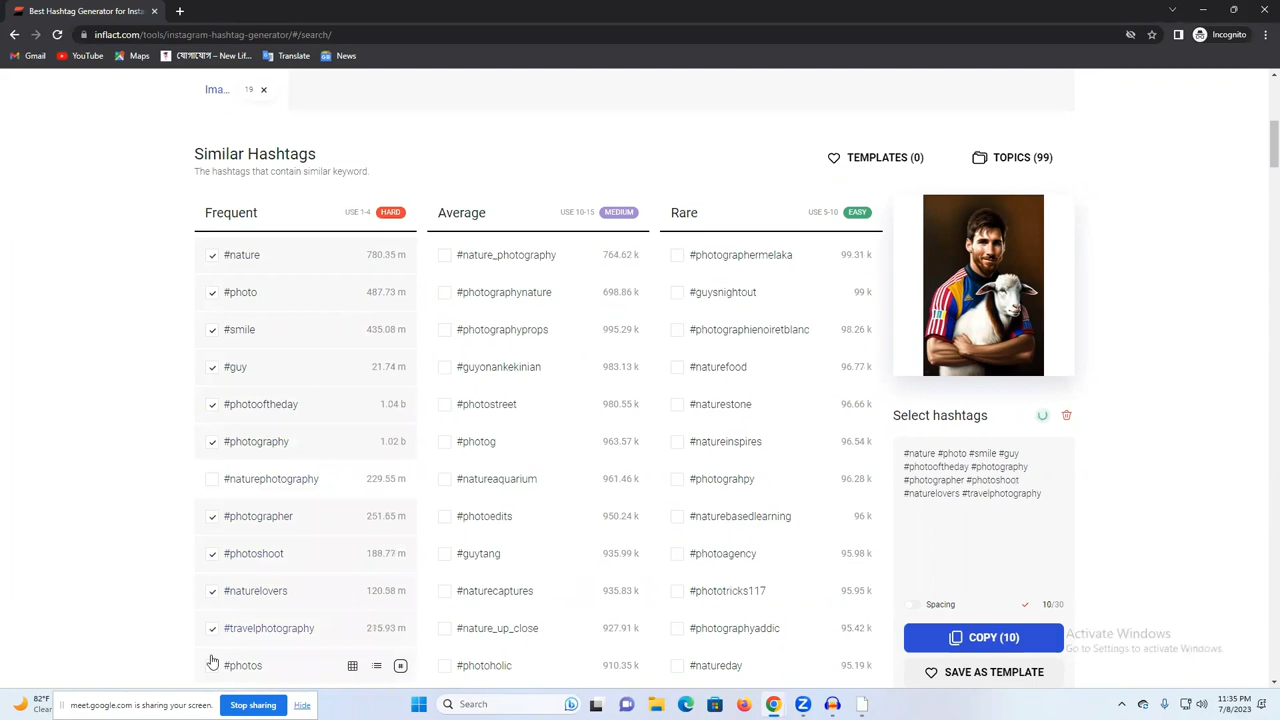 Best Hashtag Generator for Insta
inflact.com/tools/instagram-hashtag-generator/#/search/
Incognito
Gmail
YouTube
Maps
যোগাযোগ – New Lif...
Translate
News
Ima...
19
Similar Hashtags
The hashtags that contain similar keyword.
TEMPLATES (0)
TOPICS (99)
Frequent USE 1-4 HARD
#nature 780.35 m
#photo 487.73 m
#smile 435.08 m
#guy 21.74 m
#photooftheday 1.04 b
#photography 1.02 b
#naturephotography 229.55 m
#photographer 251.65 m
#photoshoot 188.77 m
#naturelovers 120.58 m
#travelphotography 215.93 m
#photos
Average USE 10-15 MEDIUM
#nature_photography 764.62 k
#photographynature 698.86 k
#photographyprops 995.29 k
#guyonankekinian 983.13 k
#photostreet 980.55 k
#photog 963.57 k
#natureaquarium 961.46 k
#photoedits 950.24 k
#guytang 935.99 k
#naturecaptures 935.83 k
#nature_up_close 927.91 k
#photoholic 910.35 k
Rare USE 5-10 EASY
#photographermelaka 99.31 k
#guysnightout 99 k
#photographienoiretblanc 98.26 k
#naturefood 96.77 k
#naturestone 96.66 k
#natureinspires 96.54 k
#photograhpy 96.28 k
#naturebasedlearning 96 k
#photoagency 95.98 k
#phototricks117 95.95 k
#photographyaddic 95.42 k
#natureday 95.19 k
Select hashtags
#nature #photo #smile #guy
#photooftheday #photography
#photographer #photoshoot
#naturelovers #travelphotography
Spacing 10/30
COPY (10)
SAVE AS TEMPLATE
Activate Windows
Go to Settings to activate Windows.
82°F
Clear
meet.google.com is sharing your screen.
Stop sharing
Hide
Search
11:35 PM
7/8/2023